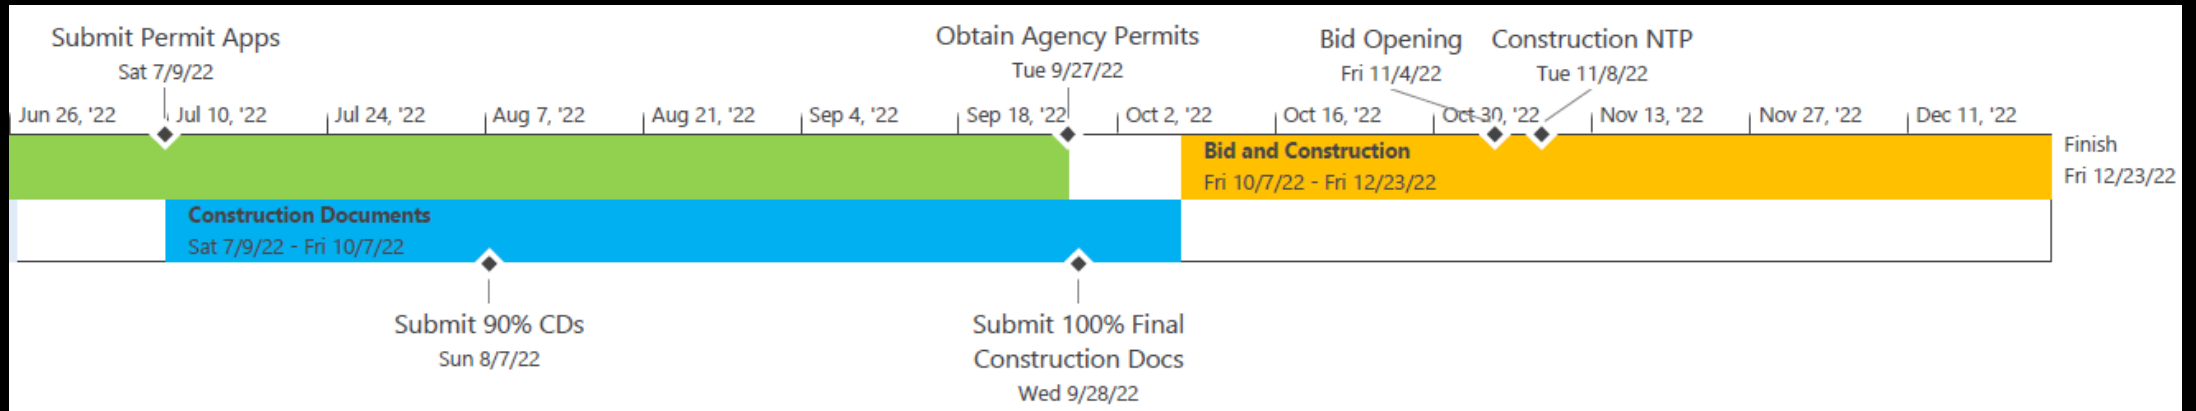 Submit Permit Apps
Sat 7/9/22
Obtain Agency Permits
Tue 9/27/22
Bid Opening
Fri 11/4/22
Construction NTP
Tue 11/8/22
Jun 26, '22
Jul 10, '22
Jul 24, '22
Aug 7, '22
Aug 21, '22
Sep 4, '22
Sep 18, '22
Oct 2, '22
Oct 16, '22
Oct 30, '22
Nov 13, '22
Nov 27, '22
Dec 11, '22
Bid and Construction
Fri 10/7/22 - Fri 12/23/22
Finish
Fri 12/23/22
Construction Documents
Sat 7/9/22 - Fri 10/7/22
Submit 90% CDs
Sun 8/7/22
Submit 100% Final
Construction Docs
Wed 9/28/22